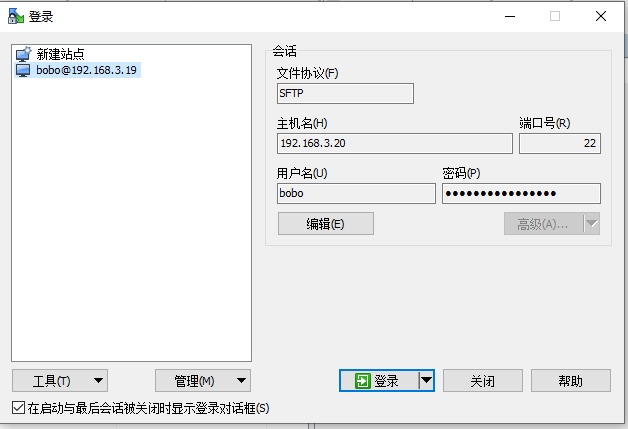 登录
新建站点
bobo@192.168.3.19
会话
文件协议(F)
SFTP
主机名(H)
端口号(R)
192.168.3.20
22
用户名(U)
密码(P)
bobo
••••••••••••••••
编辑(E)
高级(A)...
工具(T)
管理(M)
登录
关闭
帮助
在启动与最后会话被关闭时显示登录对话框(S)